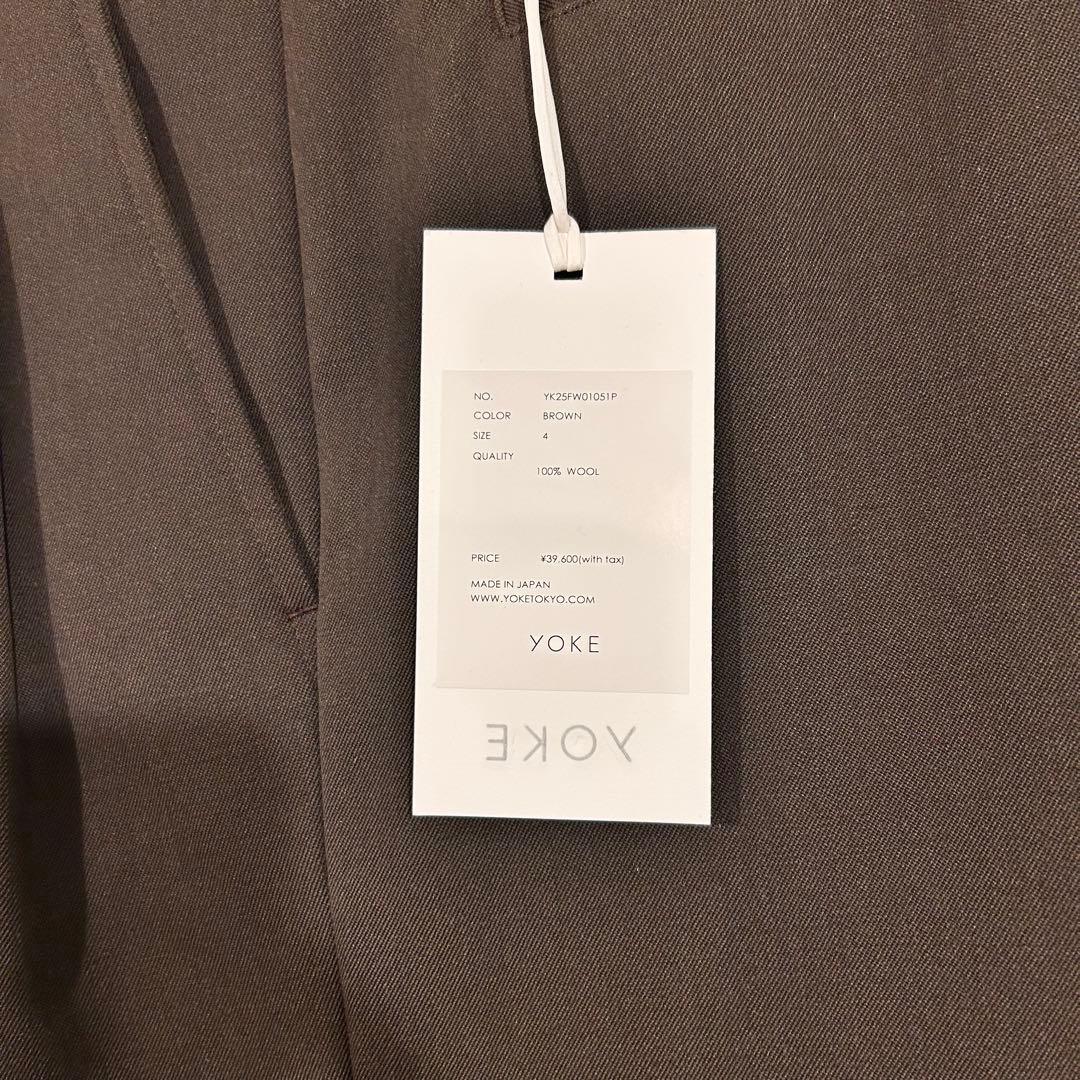 NO. YK25FW01051P
COLOR BROWN
SIZE 4
QUALITY
100% WOOL
PRICE ¥39.600(with tax)
MADE IN JAPAN
WWW.YOKETOKYO.COM
YOKE
YOKE